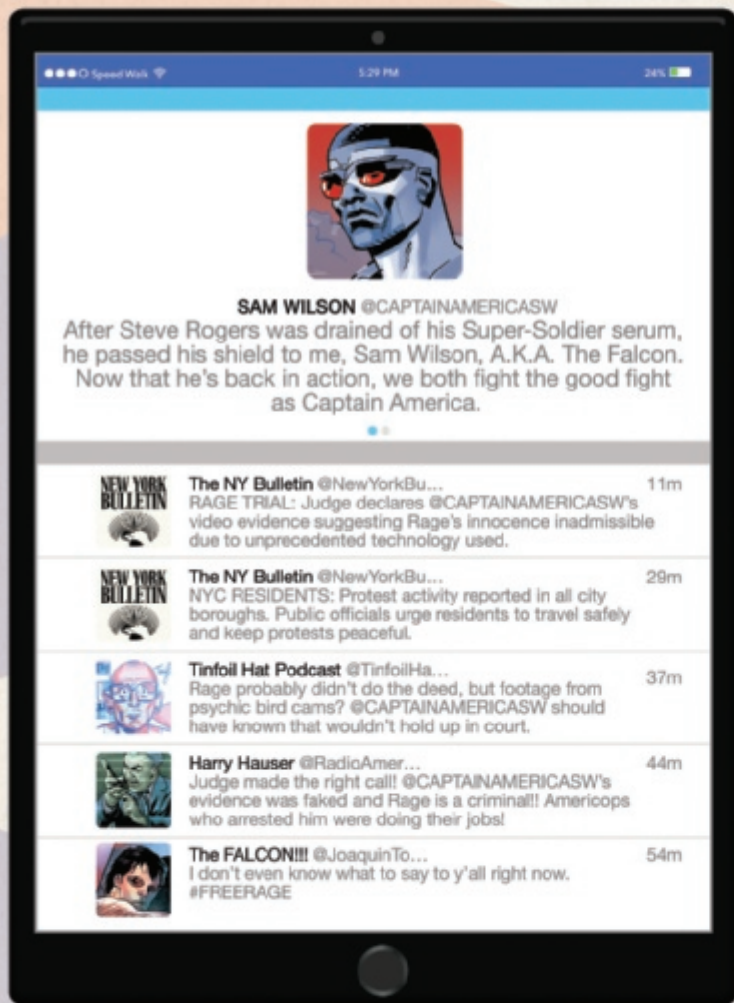 Speed Walk 5:29 PM 24%
SAM WILSON @CAPTAINAMERICASW
After Steve Rogers was drained of his Super-Soldier serum,
he passed his shield to me, Sam Wilson, A.K.A. The Falcon.
Now that he's back in action, we both fight the good fight
as Captain America.
NEW YORK
BULLETIN
The NY Bulletin @NewYorkBu... 11m
RAGE TRIAL: Judge declares @CAPTAINAMERICASW's
video evidence suggesting Rage's innocence inadmissible
due to unprecedented technology used.
NEW YORK
BULLETIN
The NY Bulletin @NewYorkBu... 29m
NYC RESIDENTS: Protest activity reported in all city
boroughs. Public officials urge residents to travel safely
and keep protests peaceful.
Tinfoil Hat Podcast @TinfoilHa... 37m
Rage probably didn't do the deed, but footage from
psychic bird cams? @CAPTAINAMERICASW should
have known that wouldn't hold up in court.
Harry Hauser @RadioAmer... 44m
Judge made the right call! @CAPTAINAMERICASW's
evidence was faked and Rage is a criminal!! Americops
who arrested him were doing their jobs!
The FALCON!!! @JoaquinTo... 54m
I don't even know what to say to y'all right now.
#FREERAGE